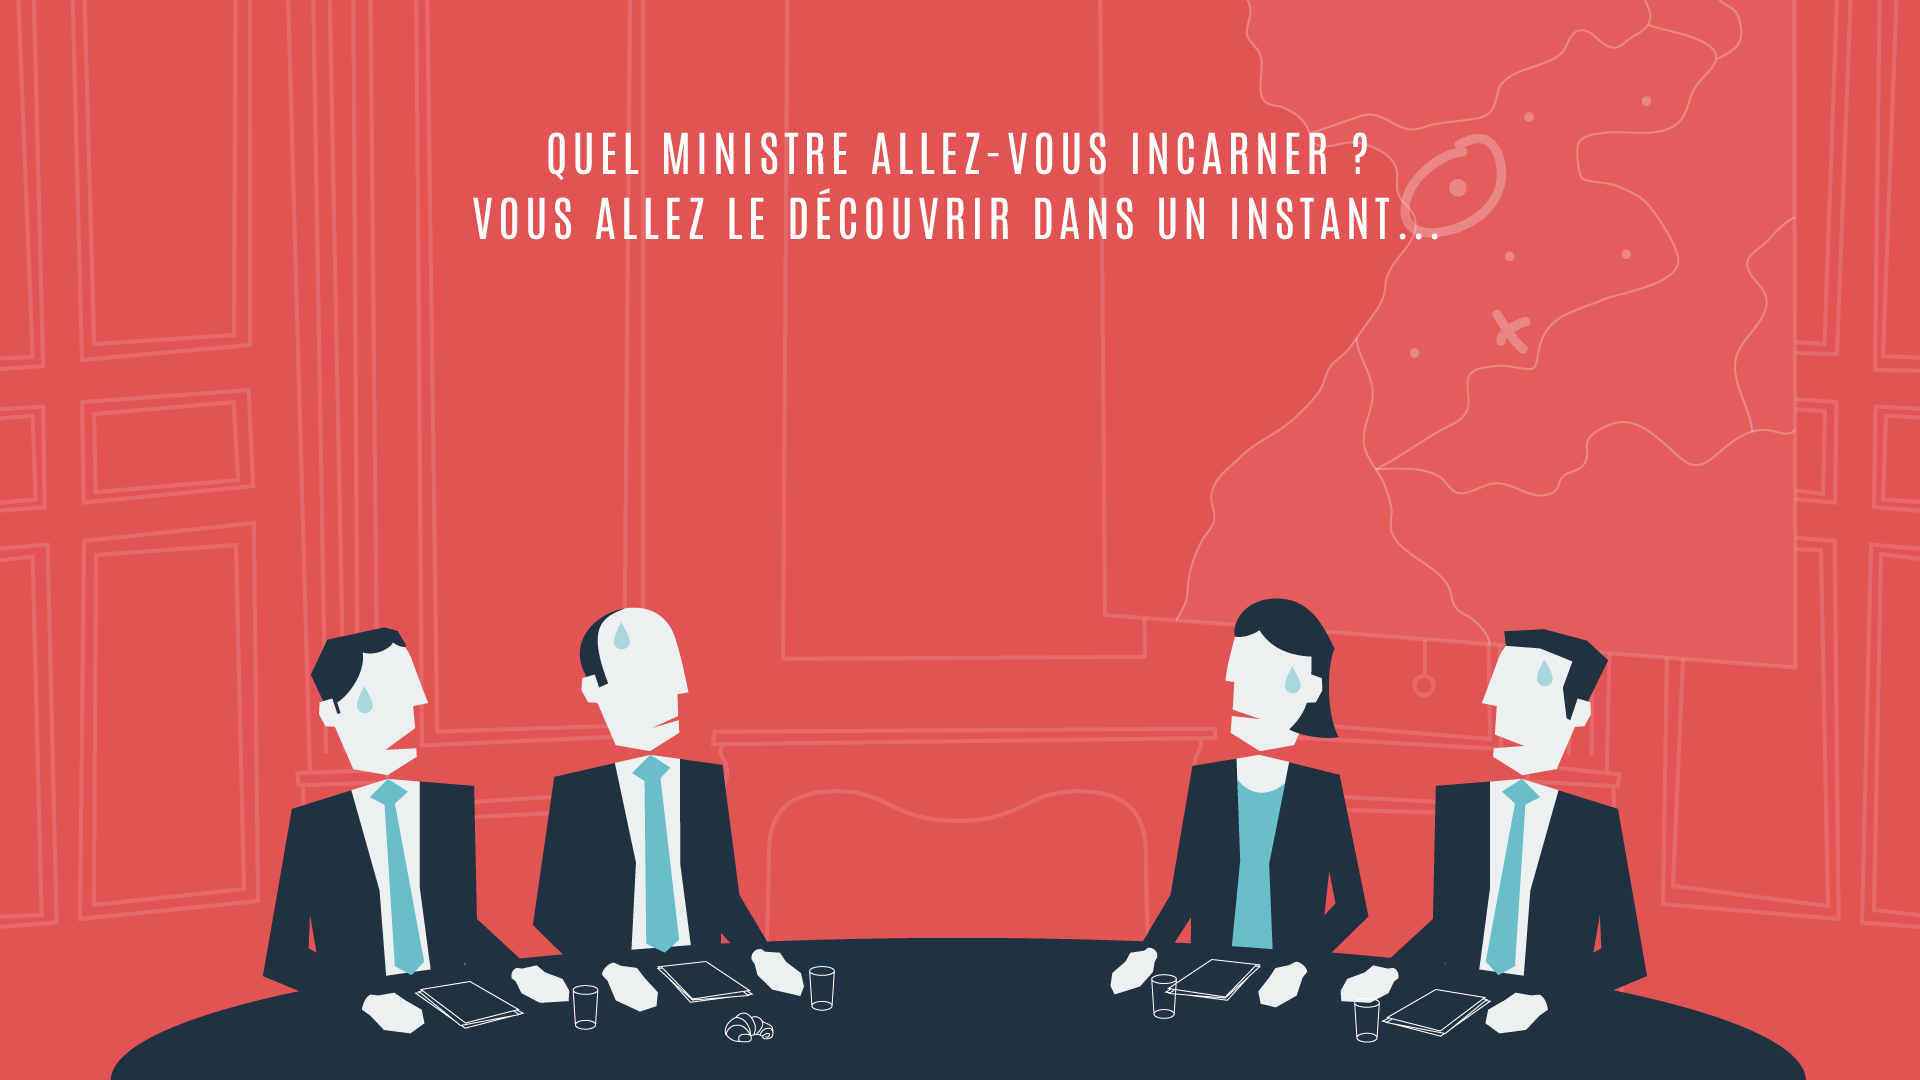 QUEL MINISTRE ALLEZ-VOUS INCARNER ?
VOUS ALLEZ LE DÉCOUVRIR DANS UN INSTANT...